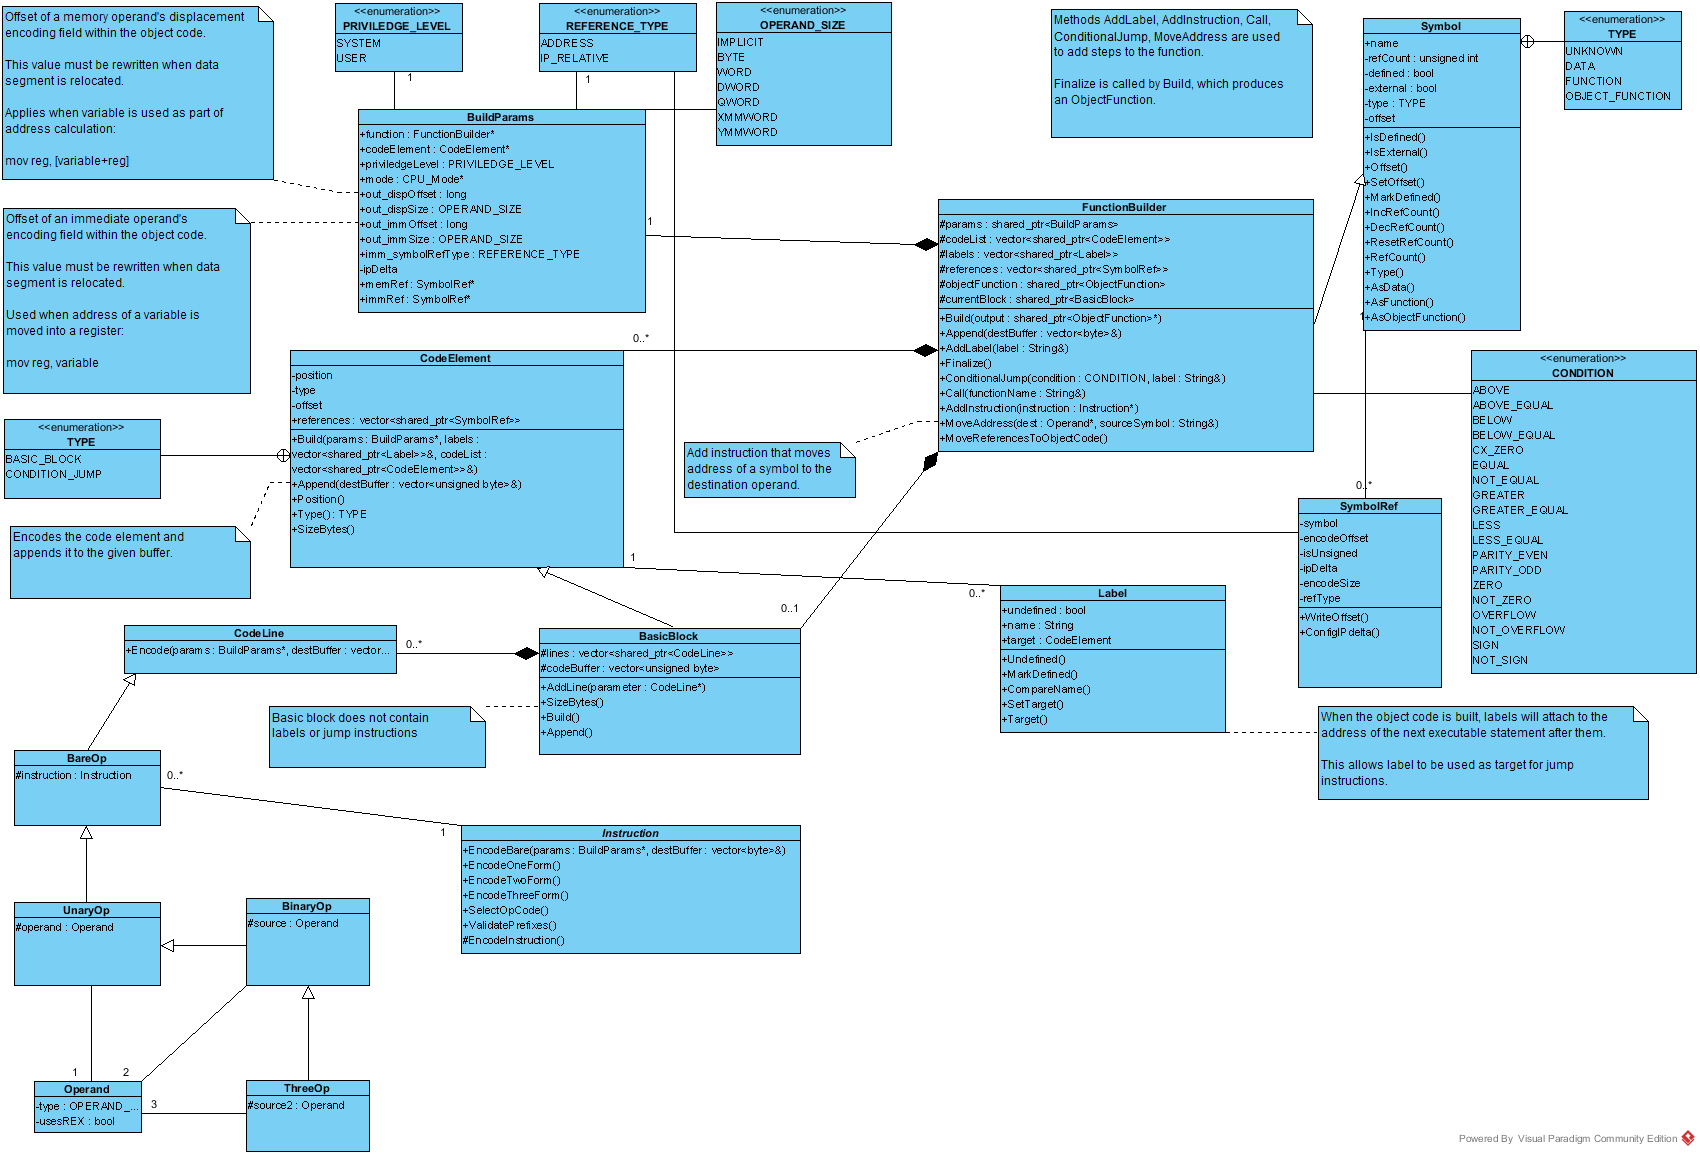 Offset of a memory operand's displacement
encoding field within the object code.
This value must be rewritten when data
segment is relocated.
Applies when variable is used as part of
address calculation:
mov reg, [variable+reg]
<<enumeration>>
PRIVILEDGE_LEVEL
SYSTEM
USER
1
<<enumeration>>
REFERENCE_TYPE
ADDRESS
IP_RELATIVE
1
<<enumeration>>
OPERAND_SIZE
IMPLICIT
BYTE
WORD
DWORD
QWORD
XMMWORD
YMMWORD
Methods AddLabel, AddInstruction, Call,
ConditionalJump, MoveAddress are used
to add steps to the function.
Finalize is called by Build, which produces
an ObjectFunction.
Symbol
+name
-refCount : unsigned int
-defined : bool
-external : bool
-type : TYPE
-offset
+IsDefined()
+IsExternal()
+Offset()
+SetOffset()
+MarkDefined()
+IncRefCount()
+DecRefCount()
+ResetRefCount()
+RefCount()
+Type()
+AsData()
+AsFunction()
+AsObjectFunction()
1
<<enumeration>>
TYPE
UNKNOWN
DATA
FUNCTION
OBJECT_FUNCTION
BuildParams
+function : FunctionBuilder*
+codeElement : CodeElement*
+priviledgeLevel : PRIVILEDGE_LEVEL
+mode : CPU_Mode*
+out_dispOffset : long
+out_dispSize : OPERAND_SIZE
+out_immOffset : long
+out_immSize : OPERAND_SIZE
+imm_symbolRefType : REFERENCE_TYPE
-ipDelta
+memRef : SymbolRef*
+immRef : SymbolRef*
1
Offset of an immediate operand's
encoding field within the object code.
This value must be rewritten when data
segment is relocated.
Used when address of a variable is
moved into a register:
mov reg, variable
FunctionBuilder
#params : shared_ptr<BuildParams>
#codeList : vector<shared_ptr<CodeElement>>
#labels : vector<shared_ptr<Label>>
#references : vector<shared_ptr<SymbolRef>>
#objectFunction : shared_ptr<ObjectFunction>
#currentBlock : shared_ptr<BasicBlock>
+Build(output : shared_ptr<ObjectFunction>*)
+Append(destBuffer : vector<byte>&)
+AddLabel(label : String&)
+Finalize()
+ConditionalJump(condition : CONDITION, label : String&)
+Call(functionName : String&)
+AddInstruction(instruction : Instruction*)
+MoveAddress(dest : Operand*, sourceSymbol : String&)
+MoveReferencesToObjectCode()
0..*
CodeElement
-position
-type
-offset
+references : vector<shared_ptr<SymbolRef>>
+Build(params : BuildParams*, labels :
vector<shared_ptr<Label>>&, codeList :
vector<shared_ptr<CodeElement>>&)
+Append(destBuffer : vector<unsigned byte>&)
+Position()
+Type() : TYPE
+SizeBytes()
1
<<enumeration>>
TYPE
BASIC_BLOCK
CONDITION_JUMP
Encodes the code element and
appends it to the given buffer.
Add instruction that moves
address of a symbol to the
destination operand.
<<enumeration>>
CONDITION
ABOVE
ABOVE_EQUAL
BELOW
BELOW_EQUAL
CX_ZERO
EQUAL
NOT_EQUAL
GREATER
GREATER_EQUAL
LESS
LESS_EQUAL
PARITY_EVEN
PARITY_ODD
ZERO
NOT_ZERO
OVERFLOW
NOT_OVERFLOW
SIGN
NOT_SIGN
0..*
SymbolRef
-symbol
-encodeOffset
-isUnsigned
-ipDelta
-encodeSize
-refType
+WriteOffset()
+ConfigIPdelta()
0..*
Label
+undefined : bool
+name : String
+target : CodeElement
+Undefined()
+MarkDefined()
+CompareName()
+SetTarget()
+Target()
0..1
CodeLine
+Encode(params : BuildParams*, destBuffer : vector...
0..*
BasicBlock
#lines : vector<shared_ptr<CodeLine>>
#codeBuffer : vector<unsigned byte>
+AddLine(parameter : CodeLine*)
+SizeBytes()
+Build()
+Append()
Basic block does not contain
labels or jump instructions
When the object code is built, labels will attach to the
address of the next executable statement after them.
This allows label to be used as target for jump
instructions.
BareOp
#instruction : Instruction
0..*
1
Instruction
+EncodeBare(params : BuildParams*, destBuffer : vector<byte>&)
+EncodeOneForm()
+EncodeTwoForm()
+EncodeThreeForm()
+SelectOpCode()
+ValidatePrefixes()
#EncodeInstruction()
UnaryOp
#operand : Operand
BinaryOp
#source : Operand
1
2
Operand
-type : OPERAND_...
-usesREX : bool
3
ThreeOp
#source2 : Operand
Powered By Visual Paradigm Community Edition